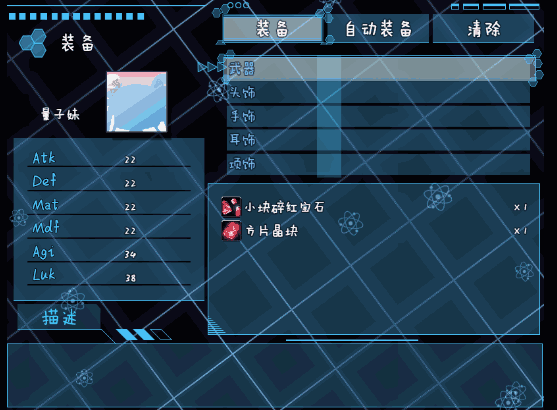 装备
装备 自动装备 清除
量子妹
武器
头饰
手饰
耳饰
项饰
Atk 22
Def 22
Mat 22
Mdf 22
Agi 34
Luk 38
小块碎红宝石 x1
方片晶块 x1
描述